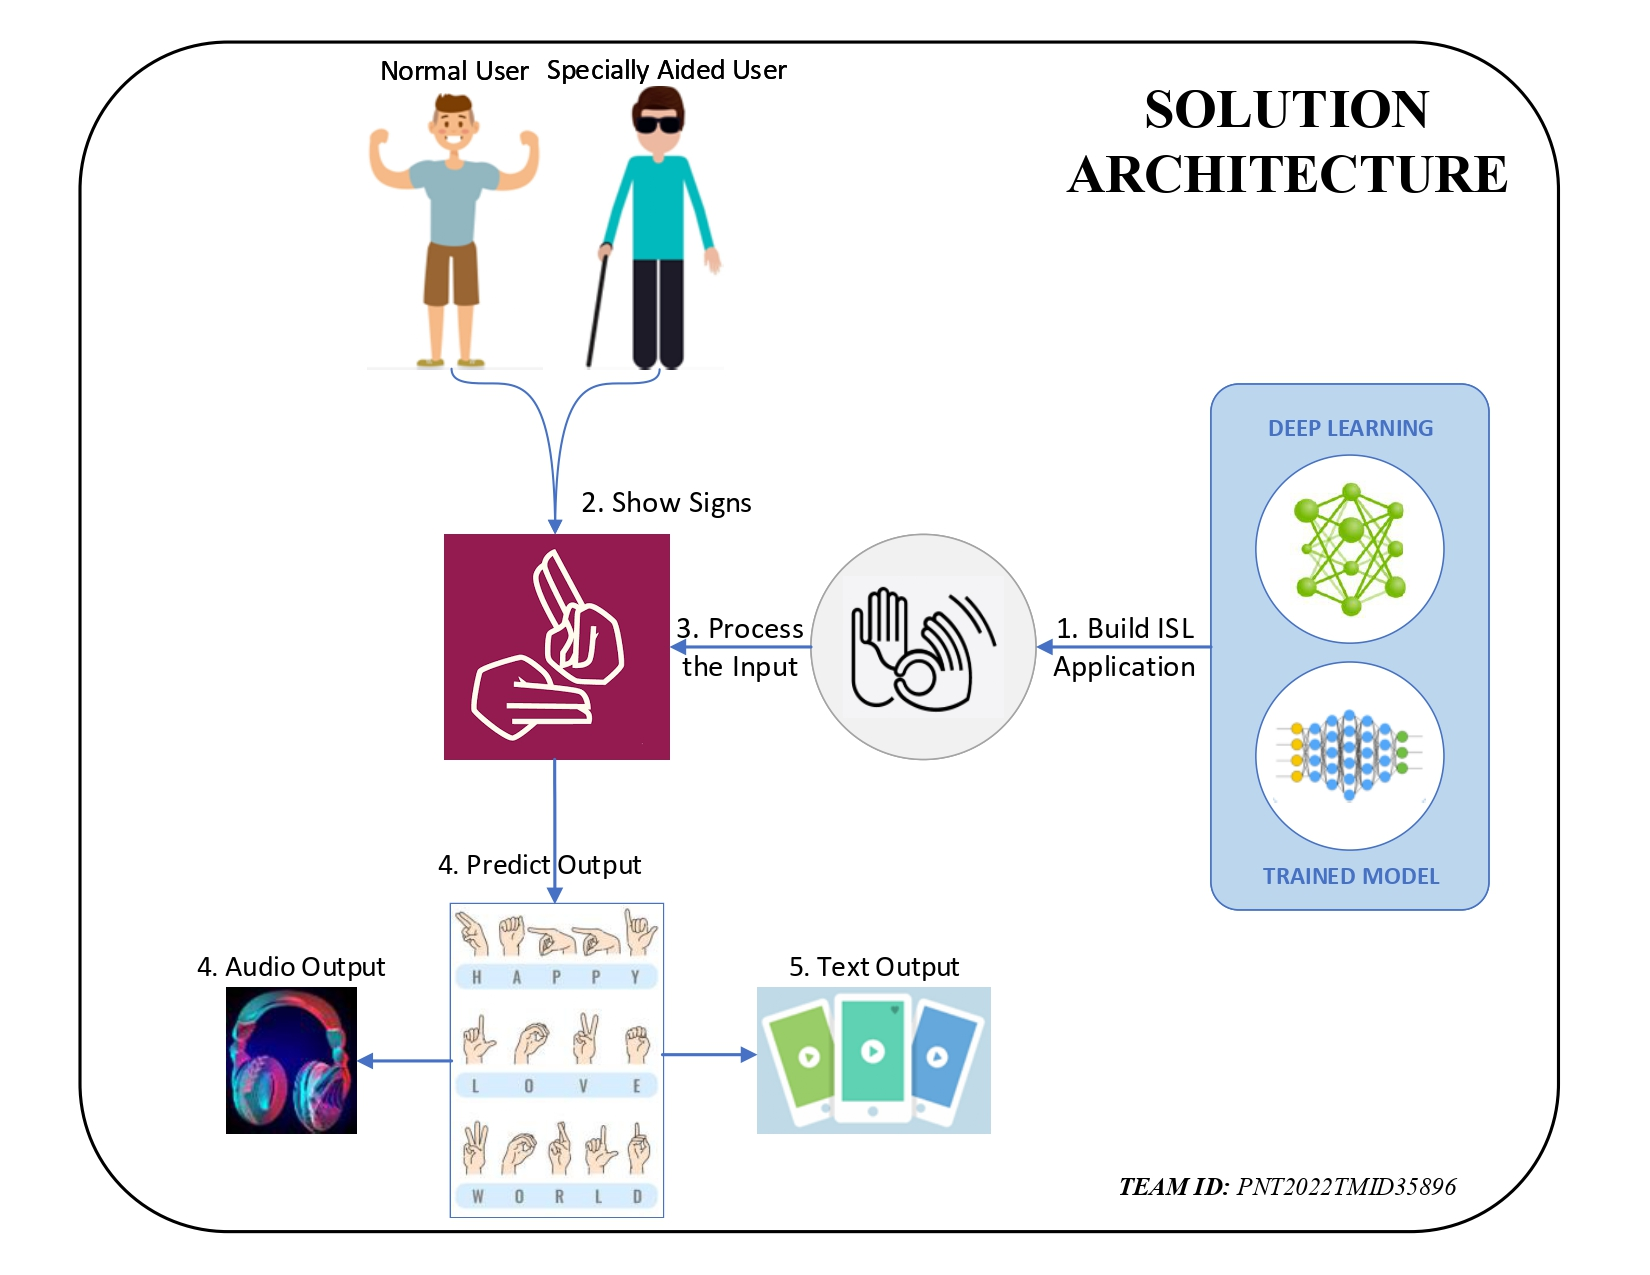 Normal User
Specially Aided User
SOLUTION
ARCHITECTURE
DEEP LEARNING
2. Show Signs
3. Process
the Input
1. Build ISL
Application
TRAINED MODEL
4. Predict Output
4. Audio Output
5. Text Output
H A P P Y
L O V E
W O R L D
TEAM ID: PNT2022TMID35896